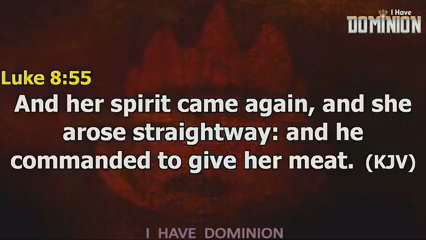 I Have
DOMINION
Luke 8:55
And her spirit came again, and she
arose straightway: and he
commanded to give her meat. (KJV)
I HAVE DOMINION